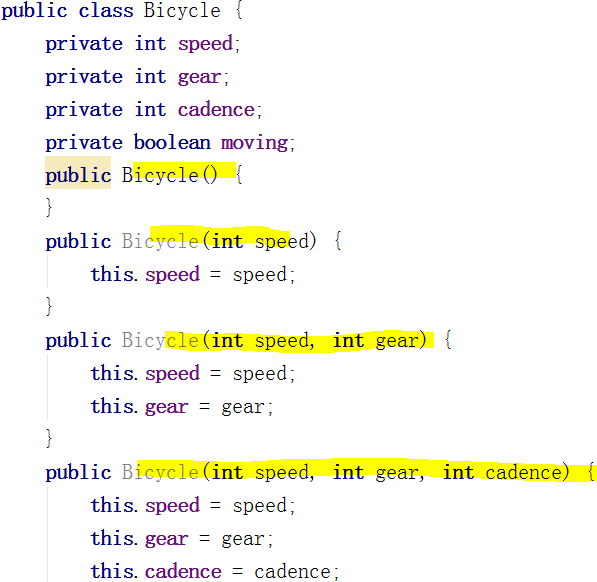 public class Bicycle {
    private int speed;
    private int gear;
    private int cadence;
    private boolean moving;
    public Bicycle() {
    }
    public Bicycle(int speed) {
        this.speed = speed;
    }
    public Bicycle(int speed, int gear) {
        this.speed = speed;
        this.gear = gear;
    }
    public Bicycle(int speed, int gear, int cadence) {
        this.speed = speed;
        this.gear = gear;
        this.cadence = cadence;